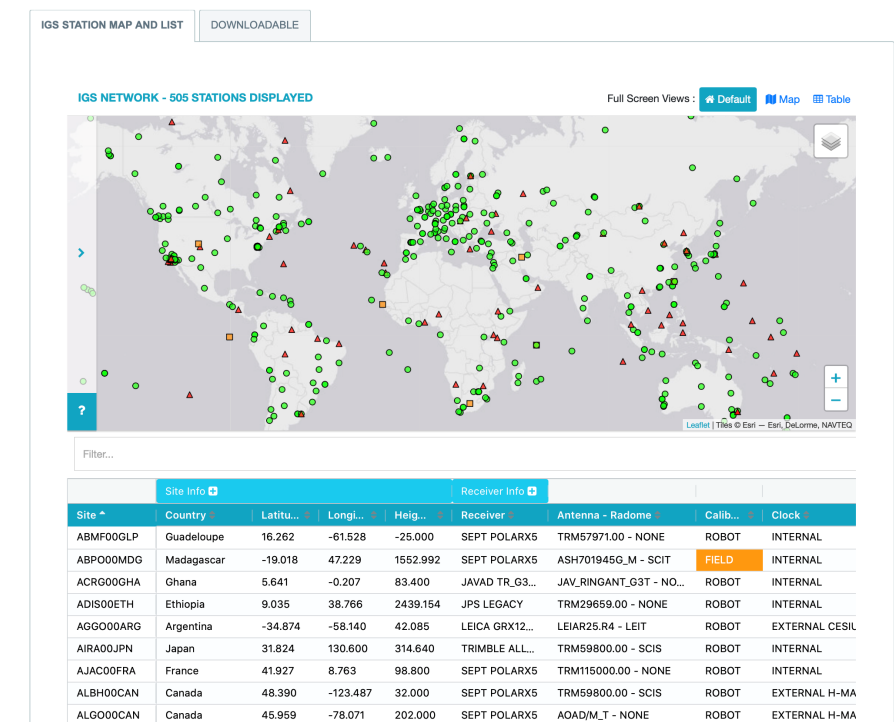 IGS STATION MAP AND LIST DOWNLOADABLE
IGS NETWORK - 505 STATIONS DISPLAYED Full Screen Views : Default Map Table
+
−
?
Leaflet | Tiles © Esri — Esri, DeLorme, NAVTEQ
Filter...
Site Info Receiver Info
Site Country Latitu... Longi... Heig... Receiver Antenna - Radome Calib... Clock
ABMF00GLP Guadeloupe 16.262 -61.528 -25.000 SEPT POLARX5 TRM57971.00 - NONE ROBOT INTERNAL
ABPO00MDG Madagascar -19.018 47.229 1552.992 SEPT POLARX5 ASH701945G_M - SCIT FIELD INTERNAL
ACRG00GHA Ghana 5.641 -0.207 83.400 JAVAD TR_G3... JAV_RINGANT_G3T - NO... ROBOT INTERNAL
ADIS00ETH Ethiopia 9.035 38.766 2439.154 JPS LEGACY TRM29659.00 - NONE ROBOT INTERNAL
AGGO00ARG Argentina -34.874 -58.140 42.085 LEICA GRX12... LEIAR25.R4 - LEIT ROBOT EXTERNAL CESIU
AIRA00JPN Japan 31.824 130.600 314.640 TRIMBLE ALL... TRM59800.00 - SCIS ROBOT INTERNAL
AJAC00FRA France 41.927 8.763 98.800 SEPT POLARX5 TRM115000.00 - NONE ROBOT INTERNAL
ALBH00CAN Canada 48.390 -123.487 32.000 SEPT POLARX5 TRM59800.00 - SCIS ROBOT EXTERNAL H-MA
ALGO00CAN Canada 45.959 -78.071 202.000 SEPT POLARX5 AOAD/M_T - NONE ROBOT EXTERNAL H-MA